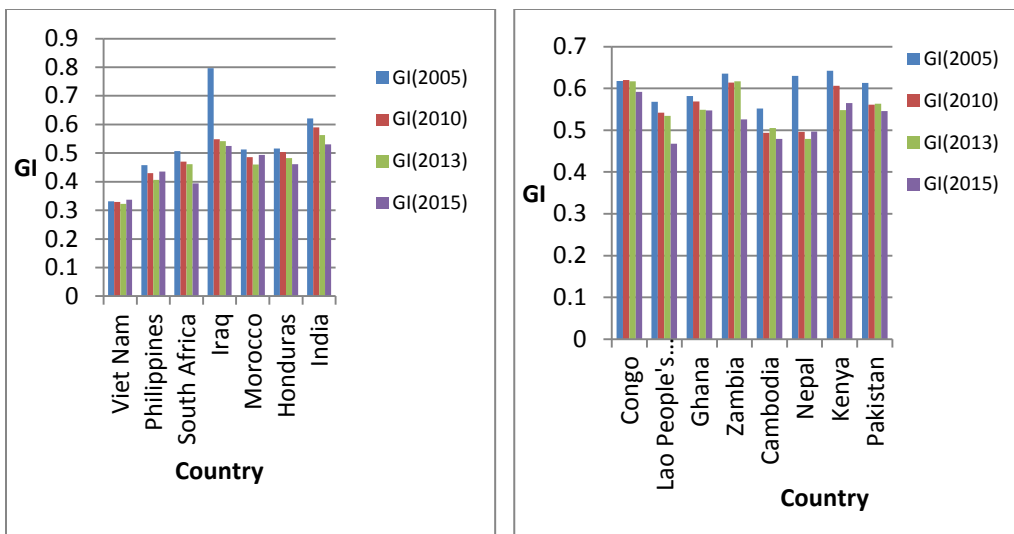 0.9
0.8
0.7
0.6
0.5
0.4
0.3
0.2
0.1
0
GI
Viet Nam
Philippines
South Africa
Iraq
Morocco
Honduras
India
Country
GI(2005)
GI(2010)
GI(2013)
GI(2015)
0.7
0.6
0.5
0.4
0.3
0.2
0.1
0
GI
Congo
Lao People's...
Ghana
Zambia
Cambodia
Nepal
Kenya
Pakistan
Country
GI(2005)
GI(2010)
GI(2013)
GI(2015)